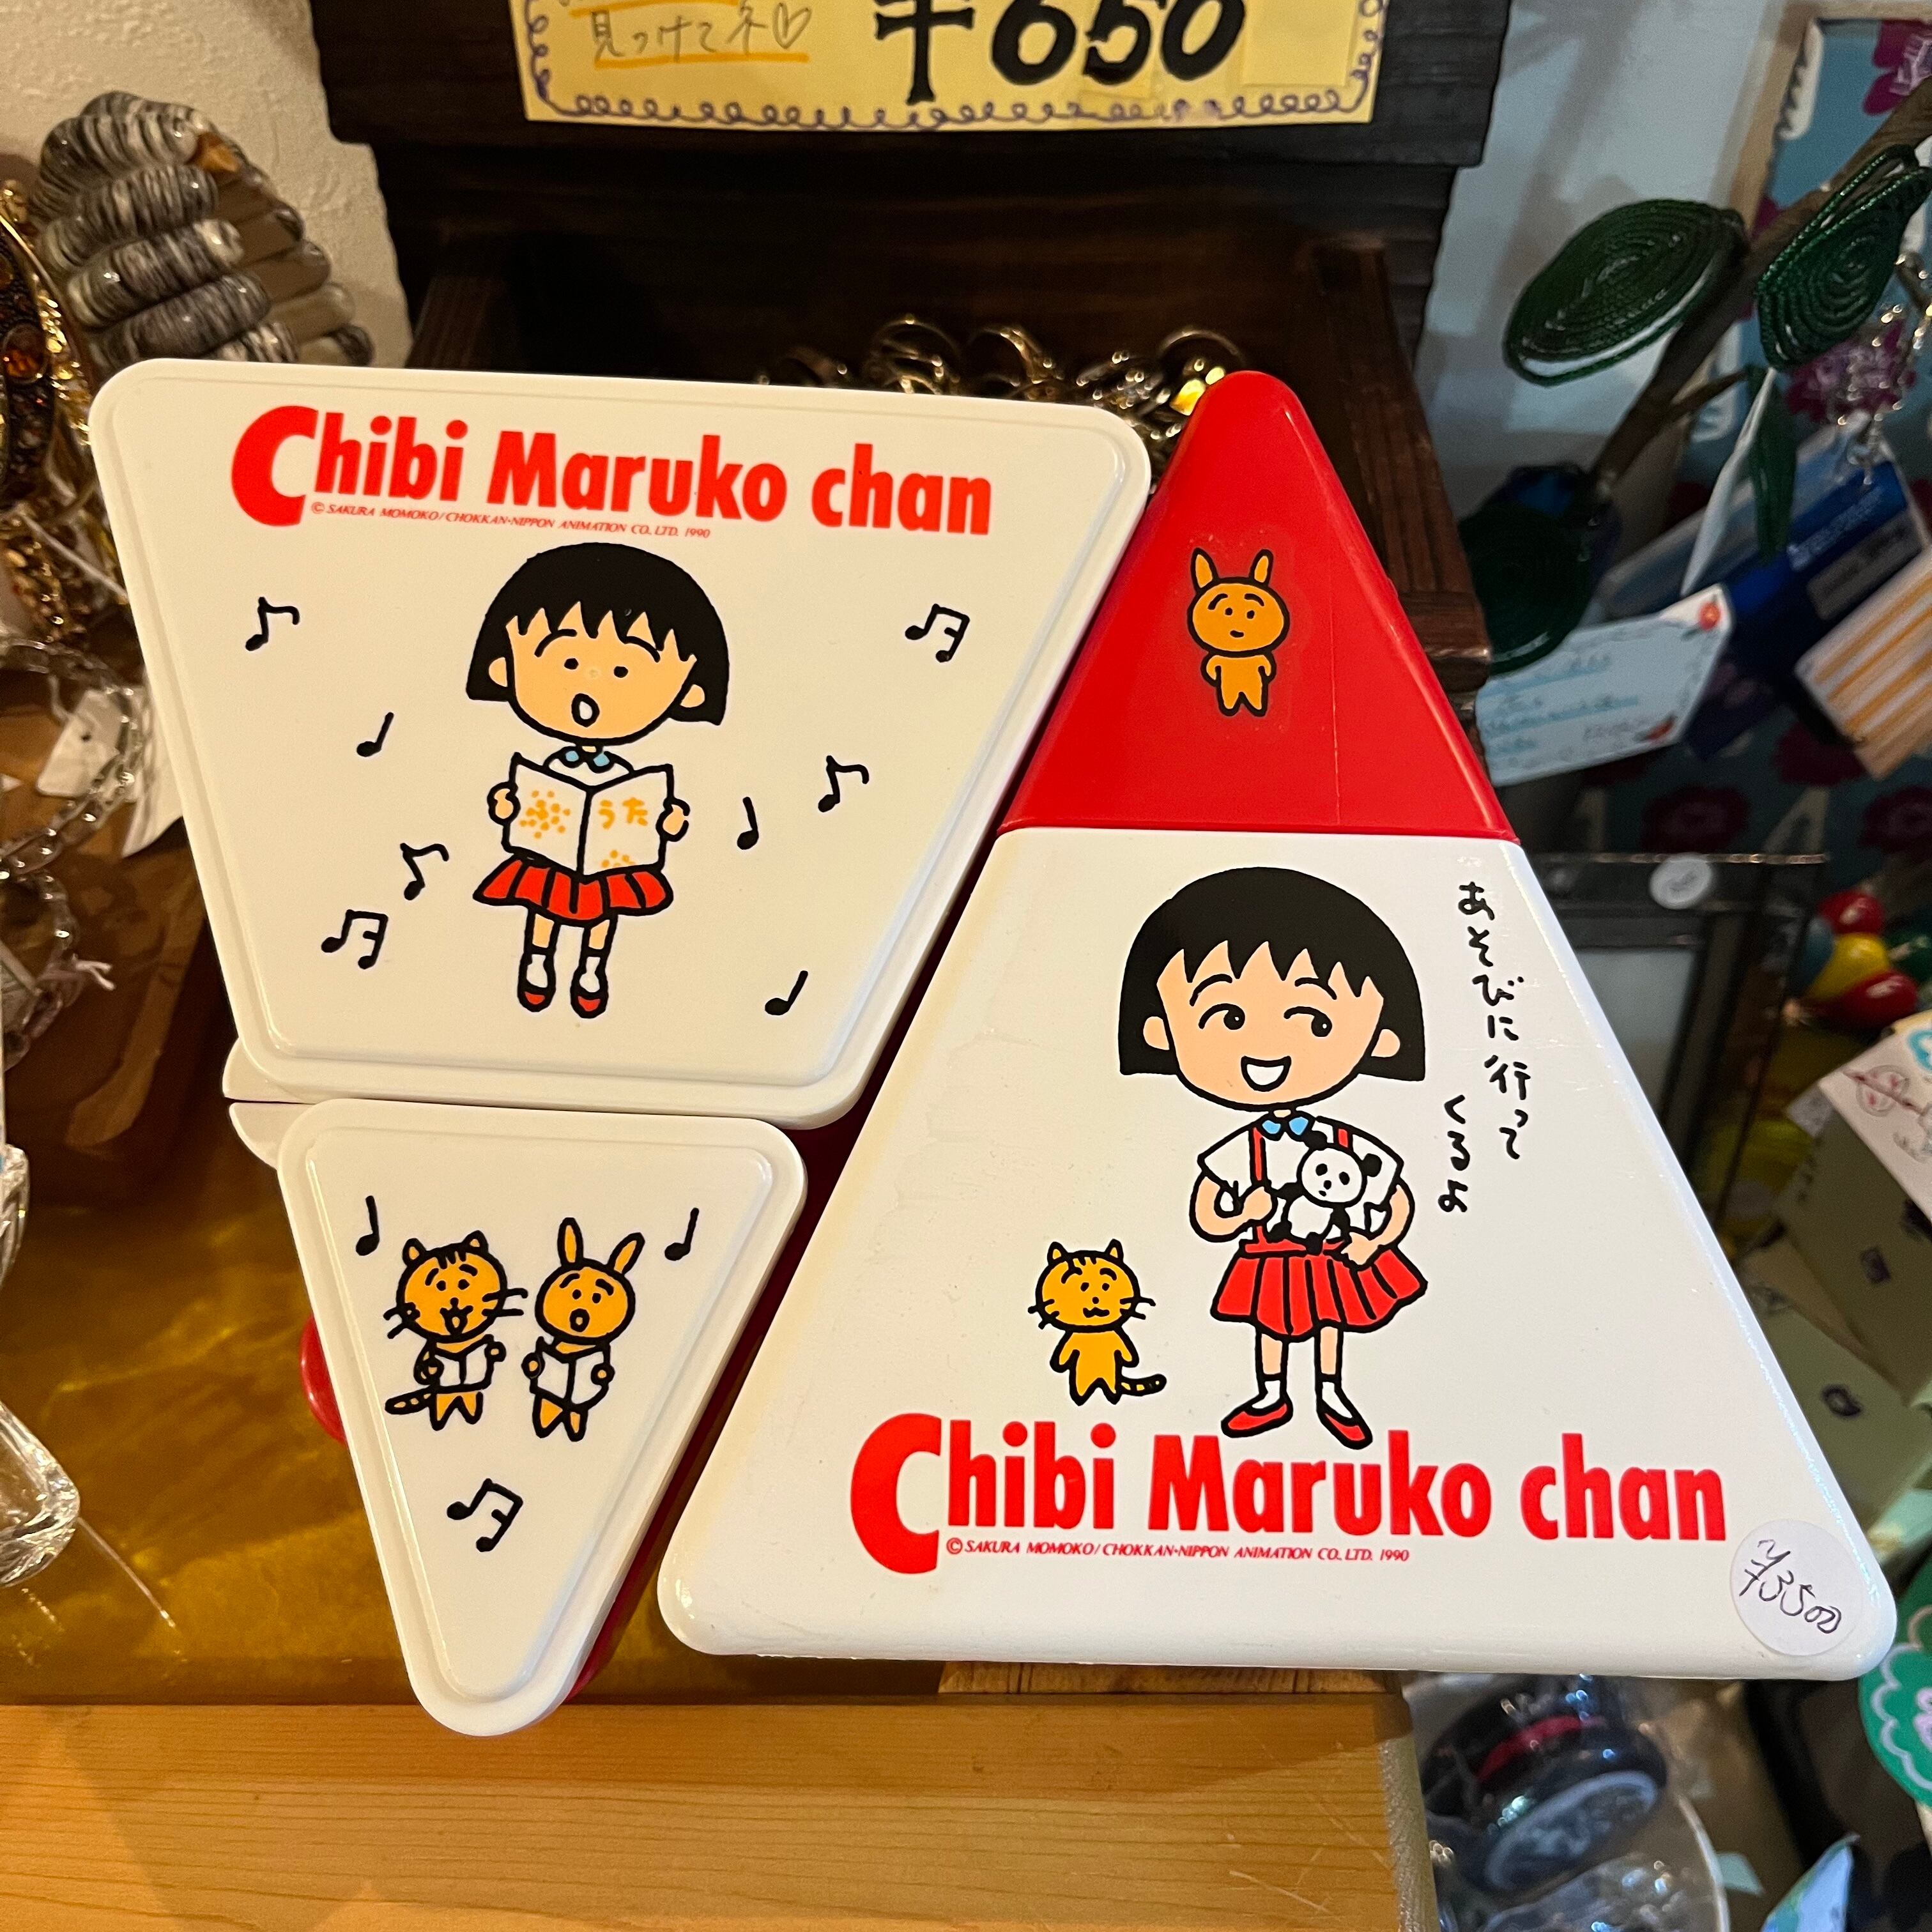 見つけてネ♡
¥650
Chibi Maruko chan
© SAKURA MOMOKO/CHOKKAN・NIPPON ANIMATION CO., LTD. 1990
うた
あそびに行って
くるよ
Chibi Maruko chan
© SAKURA MOMOKO/CHOKKAN・NIPPON ANIMATION CO., LTD. 1990
¥3500